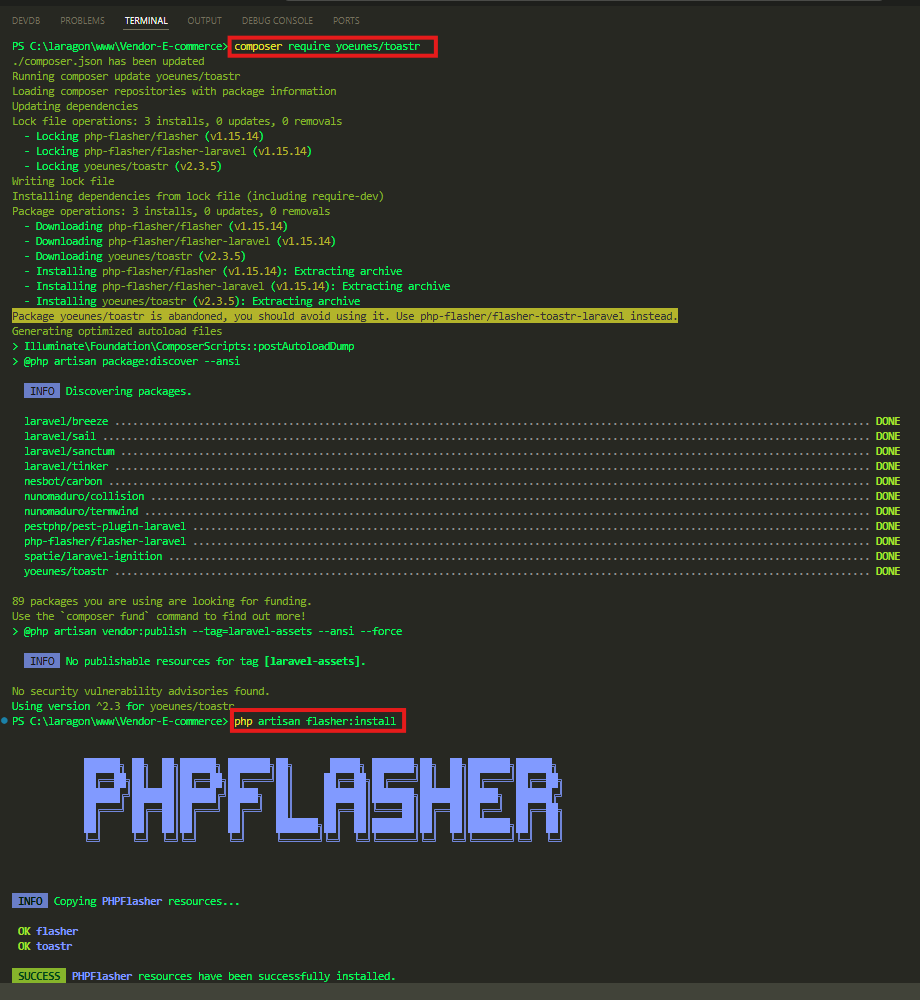 DEVDB PROBLEMS TERMINAL OUTPUT DEBUG CONSOLE PORTS
PS C:\laragon\www\Vendor-E-commerce> composer require yoeunes/toastr
./composer.json has been updated
Running composer update yoeunes/toastr
Loading composer repositories with package information
Updating dependencies
Lock file operations: 3 installs, 0 updates, 0 removals
- Locking php-flasher/flasher (v1.15.14)
- Locking php-flasher/flasher-laravel (v1.15.14)
- Locking yoeunes/toastr (v2.3.5)
Writing lock file
Installing dependencies from lock file (including require-dev)
Package operations: 3 installs, 0 updates, 0 removals
- Downloading php-flasher/flasher (v1.15.14)
- Downloading php-flasher/flasher-laravel (v1.15.14)
- Downloading yoeunes/toastr (v2.3.5)
- Installing php-flasher/flasher (v1.15.14): Extracting archive
- Installing php-flasher/flasher-laravel (v1.15.14): Extracting archive
- Installing yoeunes/toastr (v2.3.5): Extracting archive
Package yoeunes/toastr is abandoned, you should avoid using it. Use php-flasher/flasher-toastr-laravel instead.
Generating optimized autoload files
> Illuminate\Foundation\ComposerScripts::postAutoloadDump
> @php artisan package:discover --ansi
INFO Discovering packages.
laravel/breeze ........ DONE
laravel/sail ........ DONE
laravel/sanctum ........ DONE
laravel/tinker ........ DONE
nesbot/carbon ........ DONE
nunomaduro/collision ........ DONE
nunomaduro/termwind ........ DONE
pestphp/pest-plugin-laravel ........ DONE
php-flasher/flasher-laravel ........ DONE
spatie/laravel-ignition ........ DONE
yoeunes/toastr ........ DONE
89 packages you are using are looking for funding.
Use the `composer fund` command to find out more!
> @php artisan vendor:publish --tag=laravel-assets --ansi --force
INFO No publishable resources for tag [laravel-assets].
No security vulnerability advisories found.
Using version ^2.3 for yoeunes/toastr
PS C:\laragon\www\Vendor-E-commerce> php artisan flasher:install
PHPFLASHER
INFO Copying PHPFlasher resources...
OK flasher
OK toastr
SUCCESS PHPFlasher resources have been successfully installed.